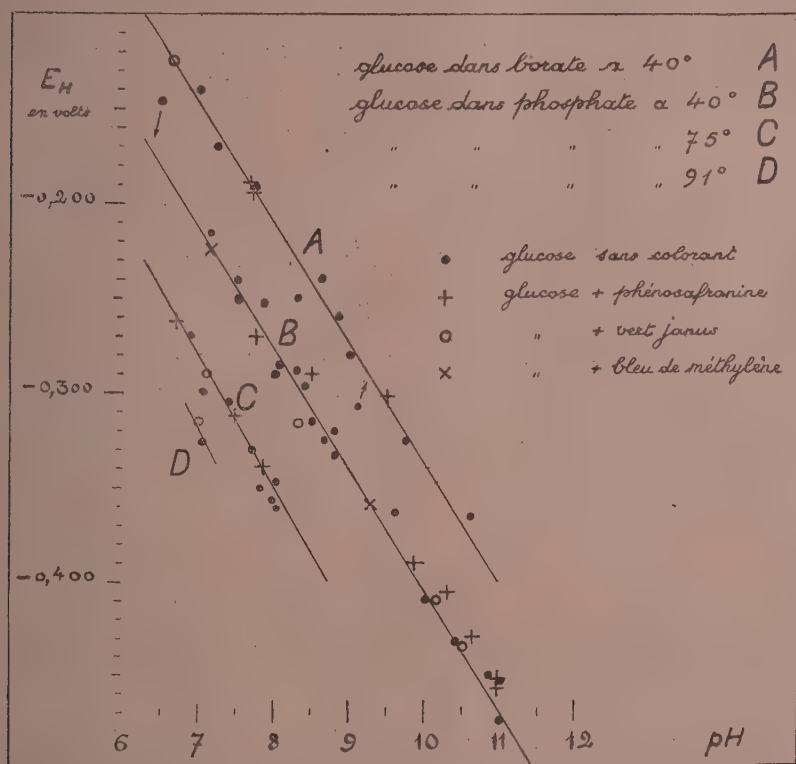 E_H
en volts
glucose dans borate à 40° A
glucose dans phosphate à 40° B
" " " " 75° C
" " " " 91° D
• glucose sans colorant
+ glucose + phénosafranine
o " + vert janus
× " + bleu de méthylène
-0,200
-0,300
-0,400
A
B
C
D
6 7 8 9 10 11 12 pH